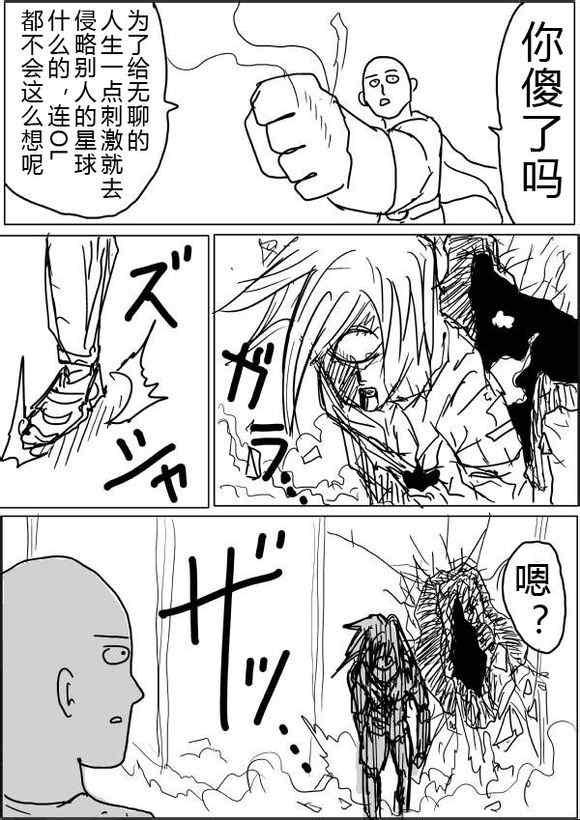 你傻了吗
为了给无聊的
人生一点刺激就去
侵略别人的星球
什么的，连OL
都不会这么想呢
ガラ…
ズシャ
嗯？
ザッ…